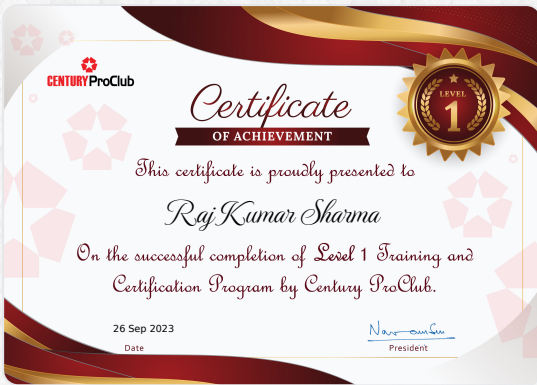 CENTURY ProClub
Certificate
OF ACHIEVEMENT
LEVEL
1
This certificate is proudly presented to
Raj Kumar Sharma
On the successful completion of Level 1 Training and
Certification Program by Century ProClub.
26 Sep 2023
Date
President